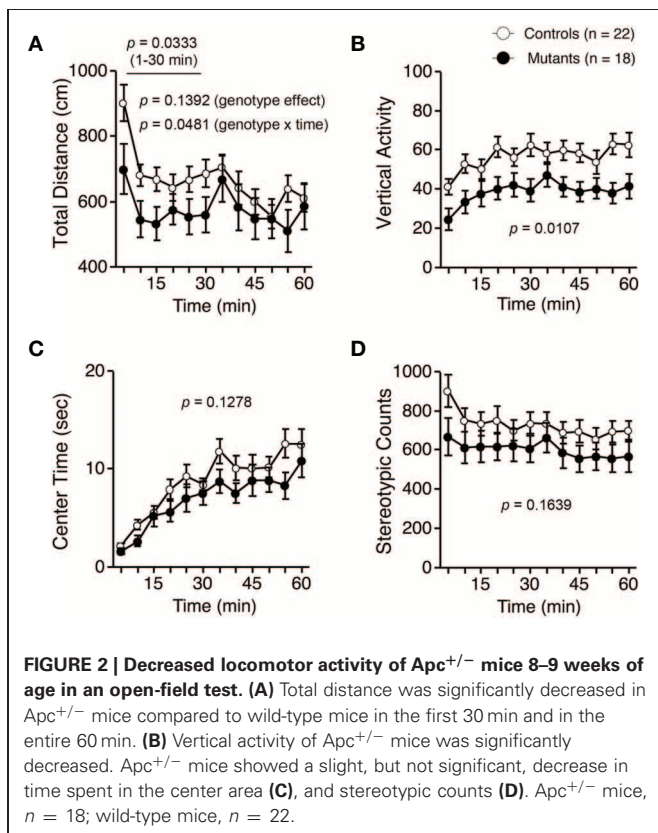 A
p = 0.0333
(1-30 min)
p = 0.1392 (genotype effect)
p = 0.0481 (genotype x time)
1000
800
600
400
Total Distance (cm)
15 30 45 60
Time (min)
B
Controls (n = 22)
Mutants (n = 18)
100
80
60
40
20
0
Vertical Activity
p = 0.0107
15 30 45 60
Time (min)
C
20
10
0
Center Time (sec)
p = 0.1278
15 30 45 60
Time (min)
D
1000
800
600
400
200
0
Stereotypic Counts
p = 0.1639
15 30 45 60
Time (min)
FIGURE 2 | Decreased locomotor activity of Apc+/− mice 8–9 weeks of
age in an open-field test. (A) Total distance was significantly decreased in
Apc+/− mice compared to wild-type mice in the first 30 min and in the
entire 60 min. (B) Vertical activity of Apc+/− mice was significantly
decreased. Apc+/− mice showed a slight, but not significant, decrease in
time spent in the center area (C), and stereotypic counts (D). Apc+/− mice,
n = 18; wild-type mice, n = 22.